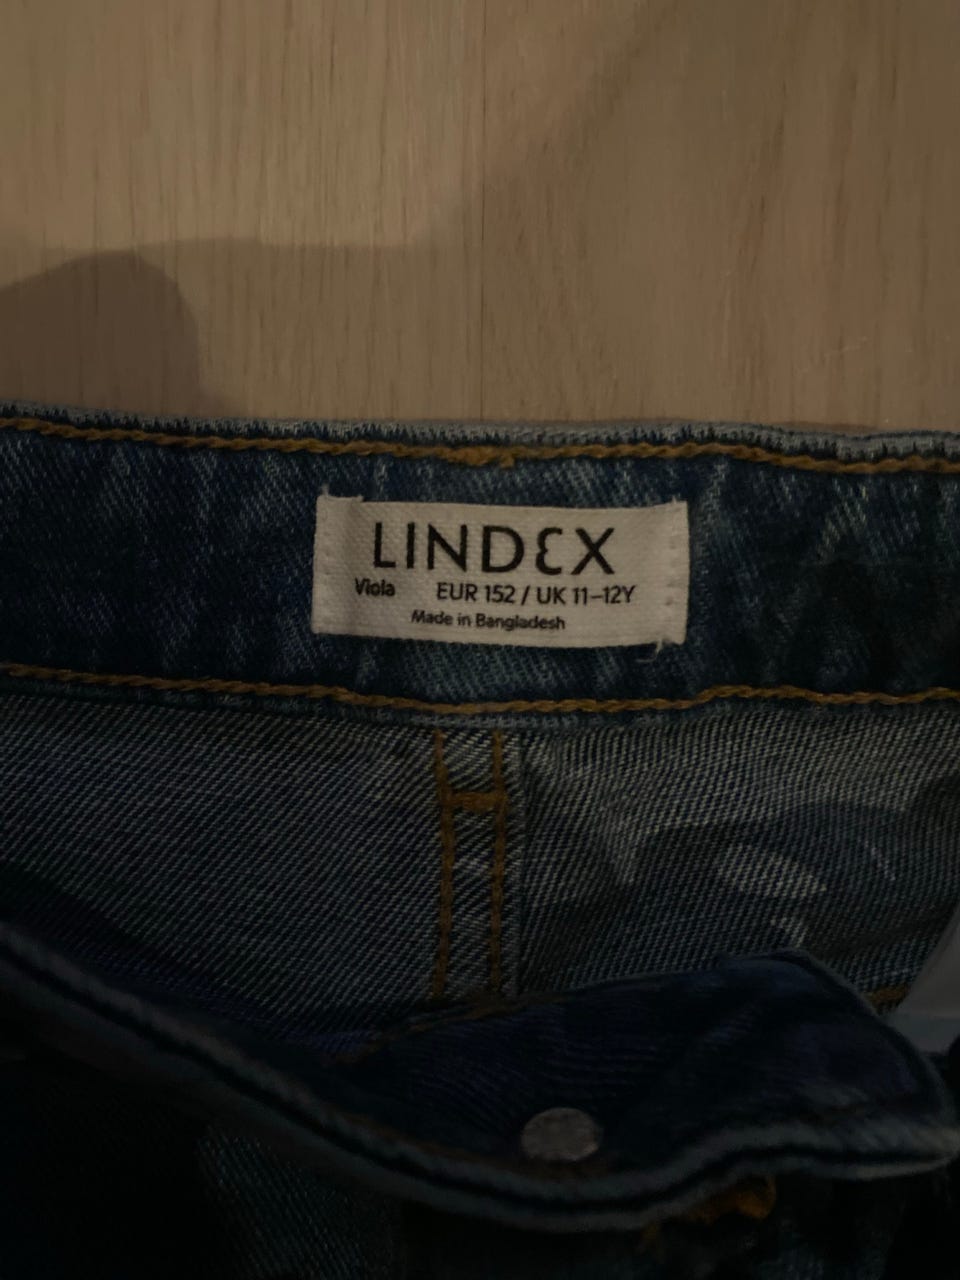 LINDEX
Viola EUR 152 / UK 11–12Y
Made in Bangladesh